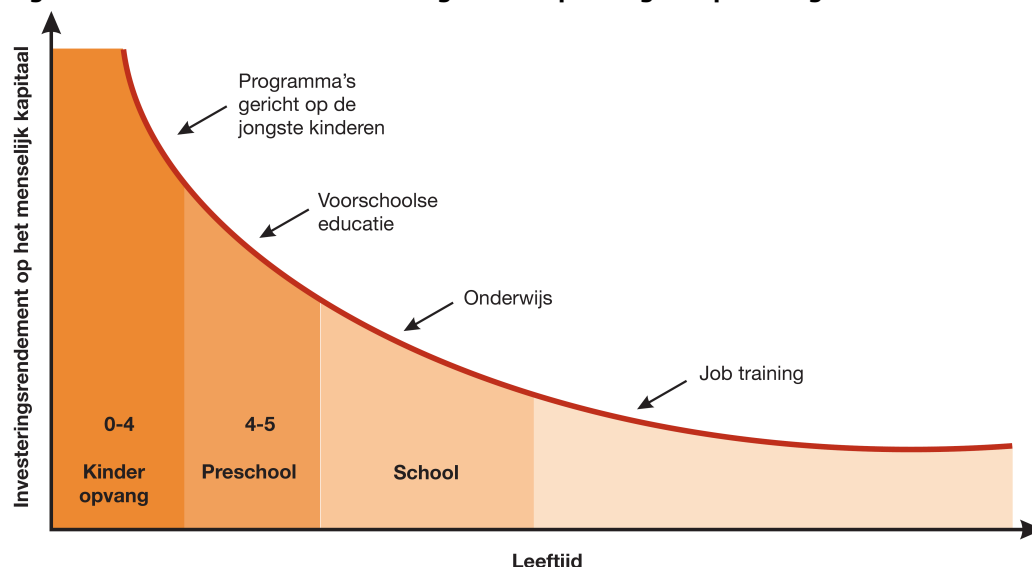 Investeringsrendement op het menselijk kapitaal
Programma's
gericht op de
jongste kinderen
Voorschoolse
educatie
Onderwijs
Job training
0-4
4-5
Kinder
opvang
Preschool
School
Leeftijd